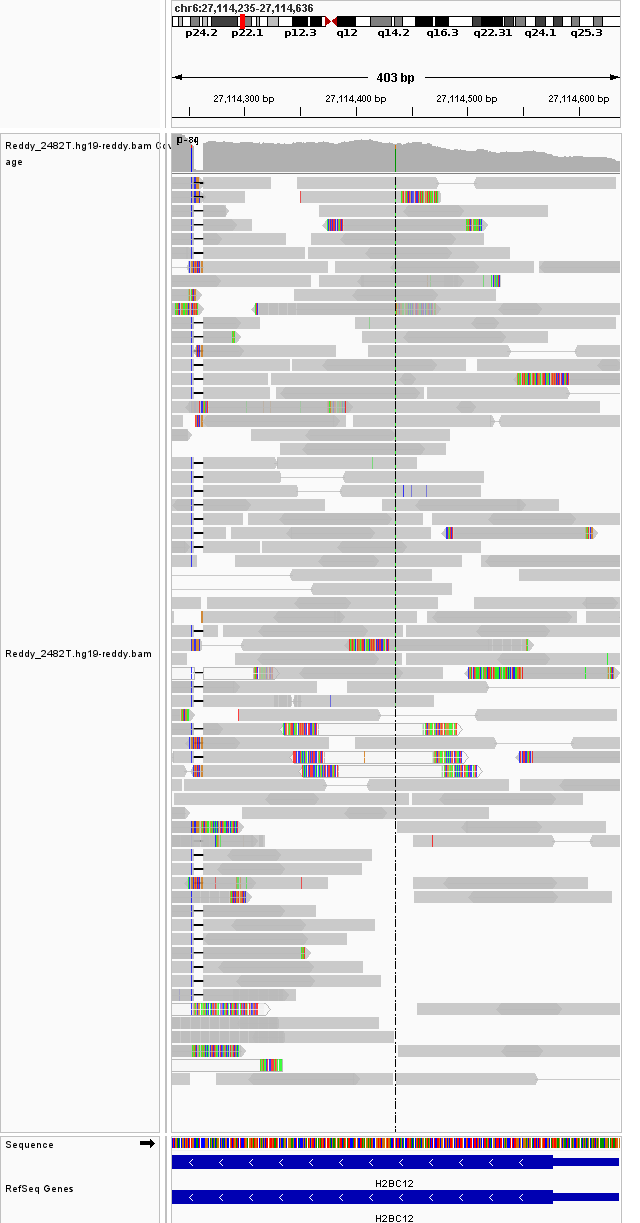 chr6:27,114,235-27,114,636
p24.2 p22.1 p12.3 q12 q14.2 q16.3 q22.31 q24.1 q25.3
403 bp
27,114,300 bp 27,114,400 bp 27,114,500 bp 27,114,600 bp
Reddy_2482T.hg19-reddy.bam Cov
age
Reddy_2482T.hg19-reddy.bam
Sequence
H2BC12
RefSeq Genes
H2BC12